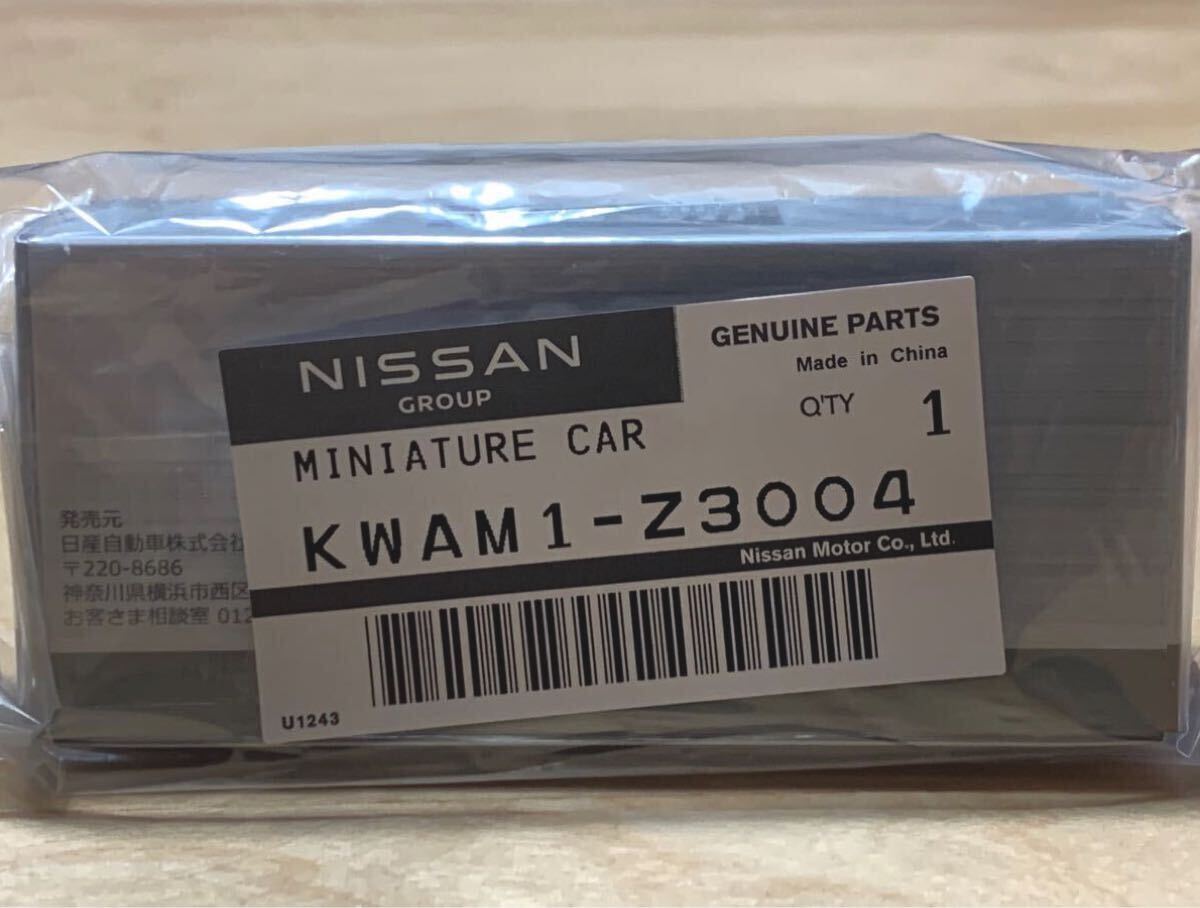 NISSAN
GROUP
GENUINE PARTS
Made in China
Q'TY 1
MINIATURE CAR
KWAM1-Z3004
Nissan Motor Co., Ltd.
U1243
発売元
日産自動車株式会社
〒220-8686
神奈川県横浜市西区
お客さま相談室 012